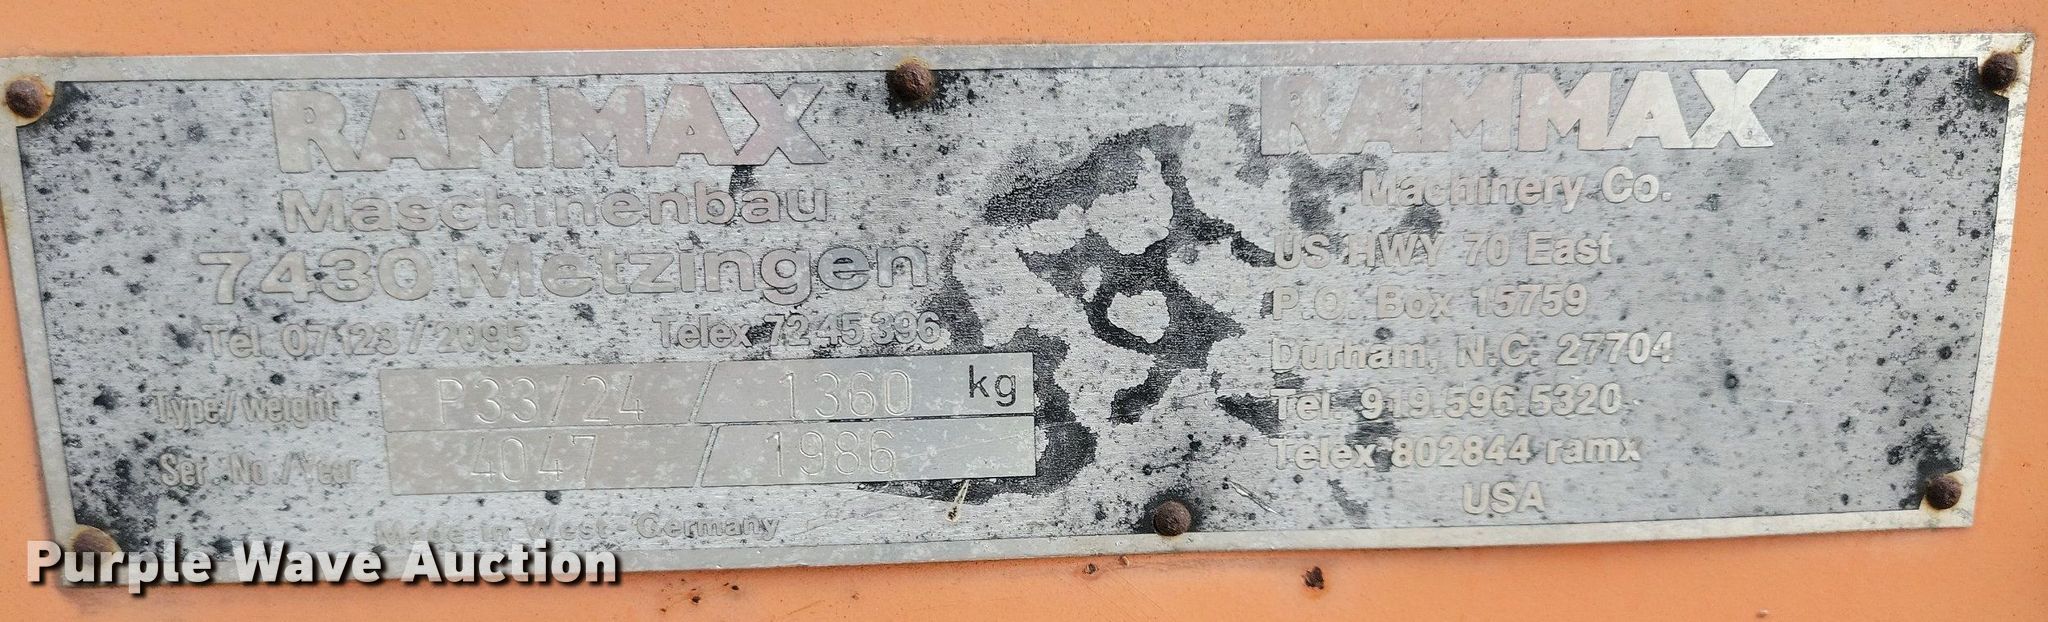 RAMMAX
Maschinenbau
7430 Metzingen
Tel. 07123/2095 Telex 7245396
Type/weight P33/24 / 1360 kg
Ser. No./Year 4047 / 1986
Made in West-Germany
RAMMAX
Machinery Co.
US HWY 70 East
P.O. Box 15759
Durham, N.C. 27704
Tel. 919.596.5320
Telex 802844 ramx
USA
Purple Wave Auction